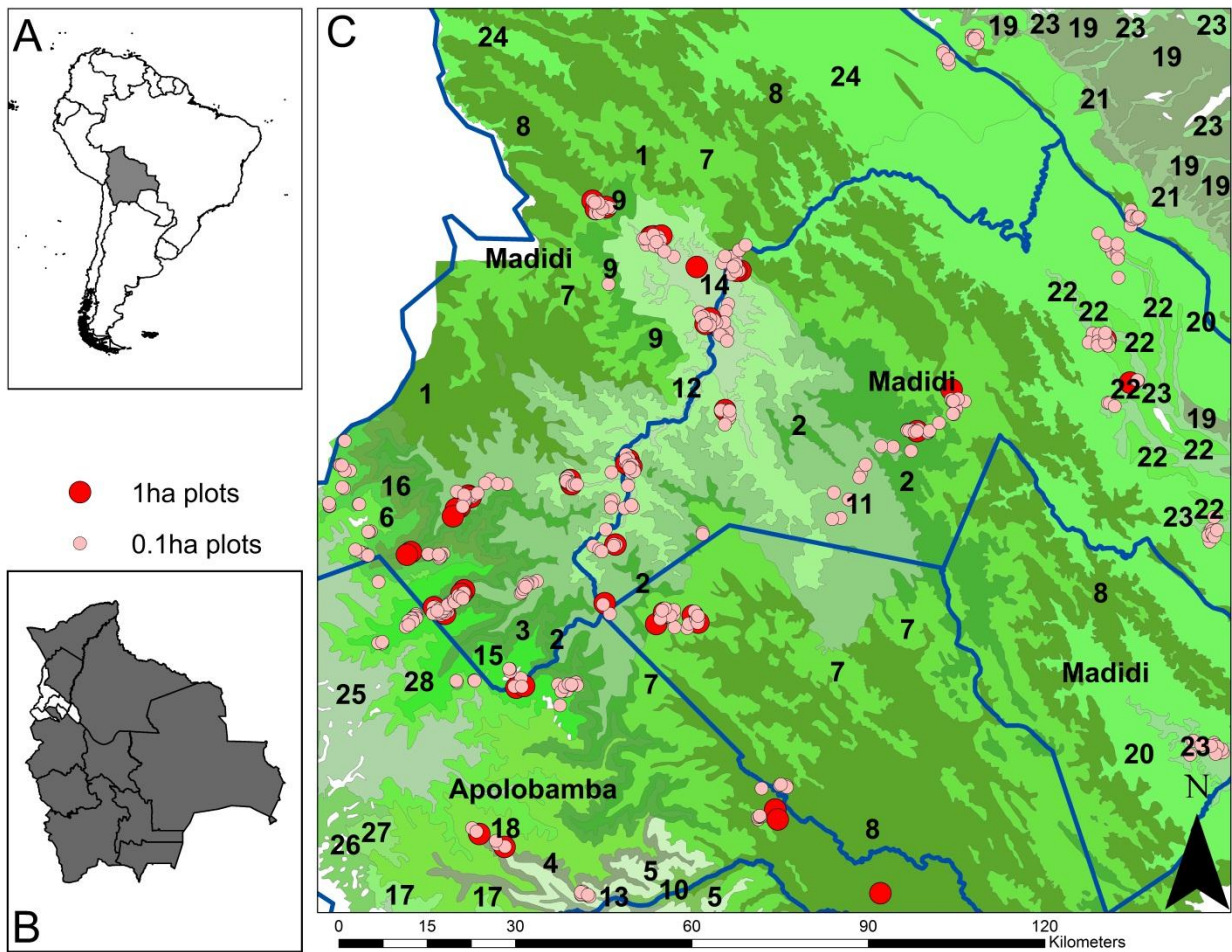 A
1ha plots
0.1ha plots
B
C
24 19 23 19 23 23
19
24
8 21
8 23
1 7 19
19
9 21
Madidi
9
7 14 22
22 22 20
9 22
12 Madidi 22 23
1 19
2 22
16 2
11
6 22
23
2
8
3 2 7
15
28 7 7 Madidi
25
20 23
N
Apolobamba
18 8
26 27
4 5
17 17 13 10 5
0 15 30 60 90 120
Kilometers